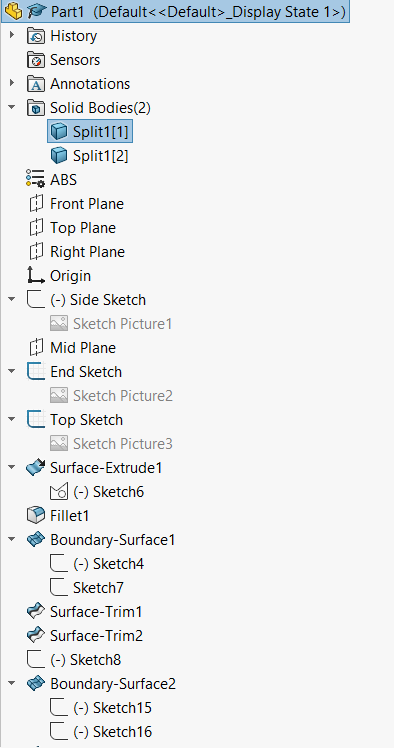 Part1 (Default<<Default>_Display State 1>)
History
Sensors
Annotations
Solid Bodies(2)
Split1[1]
Split1[2]
ABS
Front Plane
Top Plane
Right Plane
Origin
(-) Side Sketch
Sketch Picture1
Mid Plane
End Sketch
Sketch Picture2
Top Sketch
Sketch Picture3
Surface-Extrude1
(-) Sketch6
Fillet1
Boundary-Surface1
(-) Sketch4
Sketch7
Surface-Trim1
Surface-Trim2
(-) Sketch8
Boundary-Surface2
(-) Sketch15
(-) Sketch16